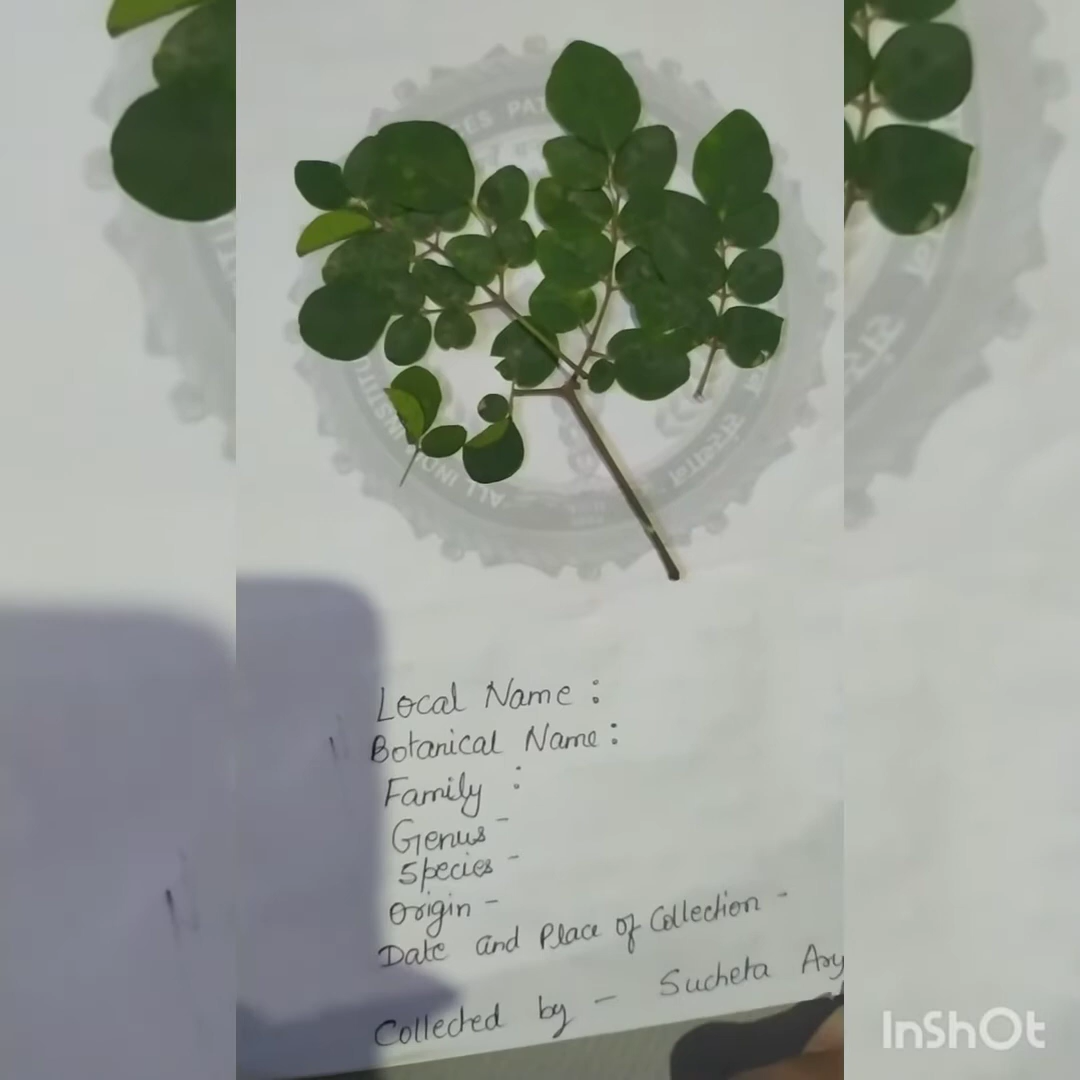 Local Name :
Botanical Name :
Family :
Genus -
Species -
Origin -
Date and Place of Collection -
Collected by - Sucheta
InShOt